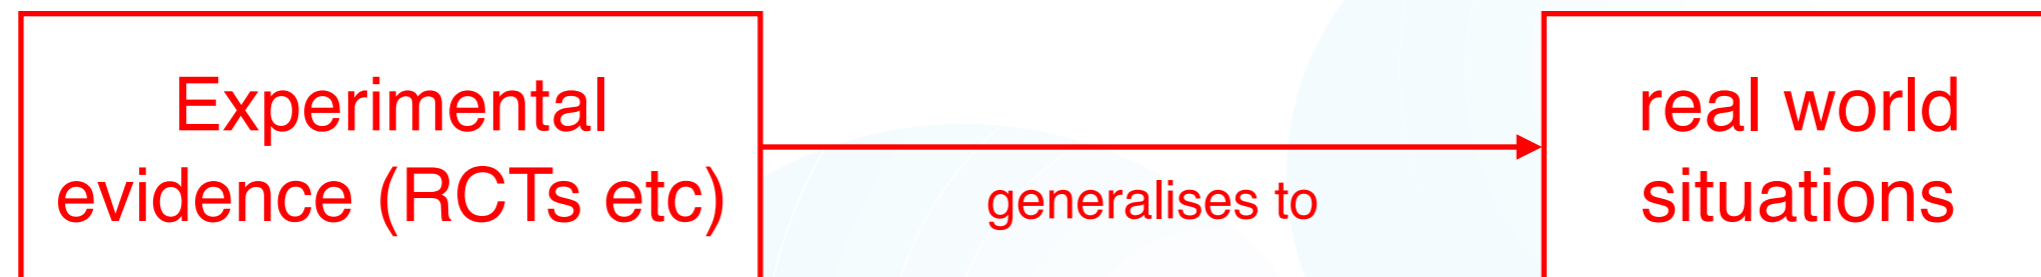 Experimental
evidence (RCTs etc)
generalises to
real world
situations